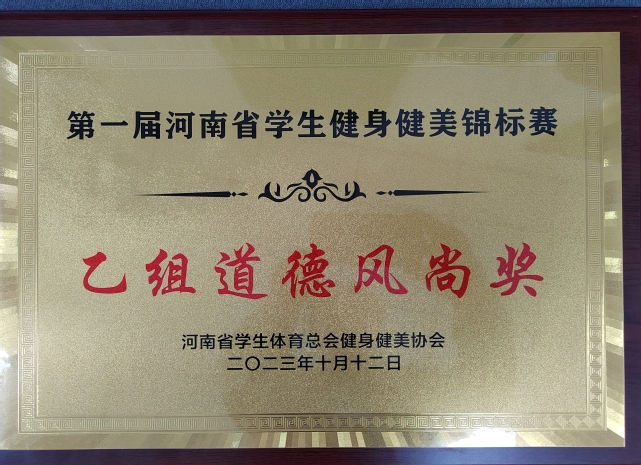 第一届河南省学生健身健美锦标赛
乙组道德风尚奖
河南省学生体育总会健身健美协会
二〇二三年十月十二日